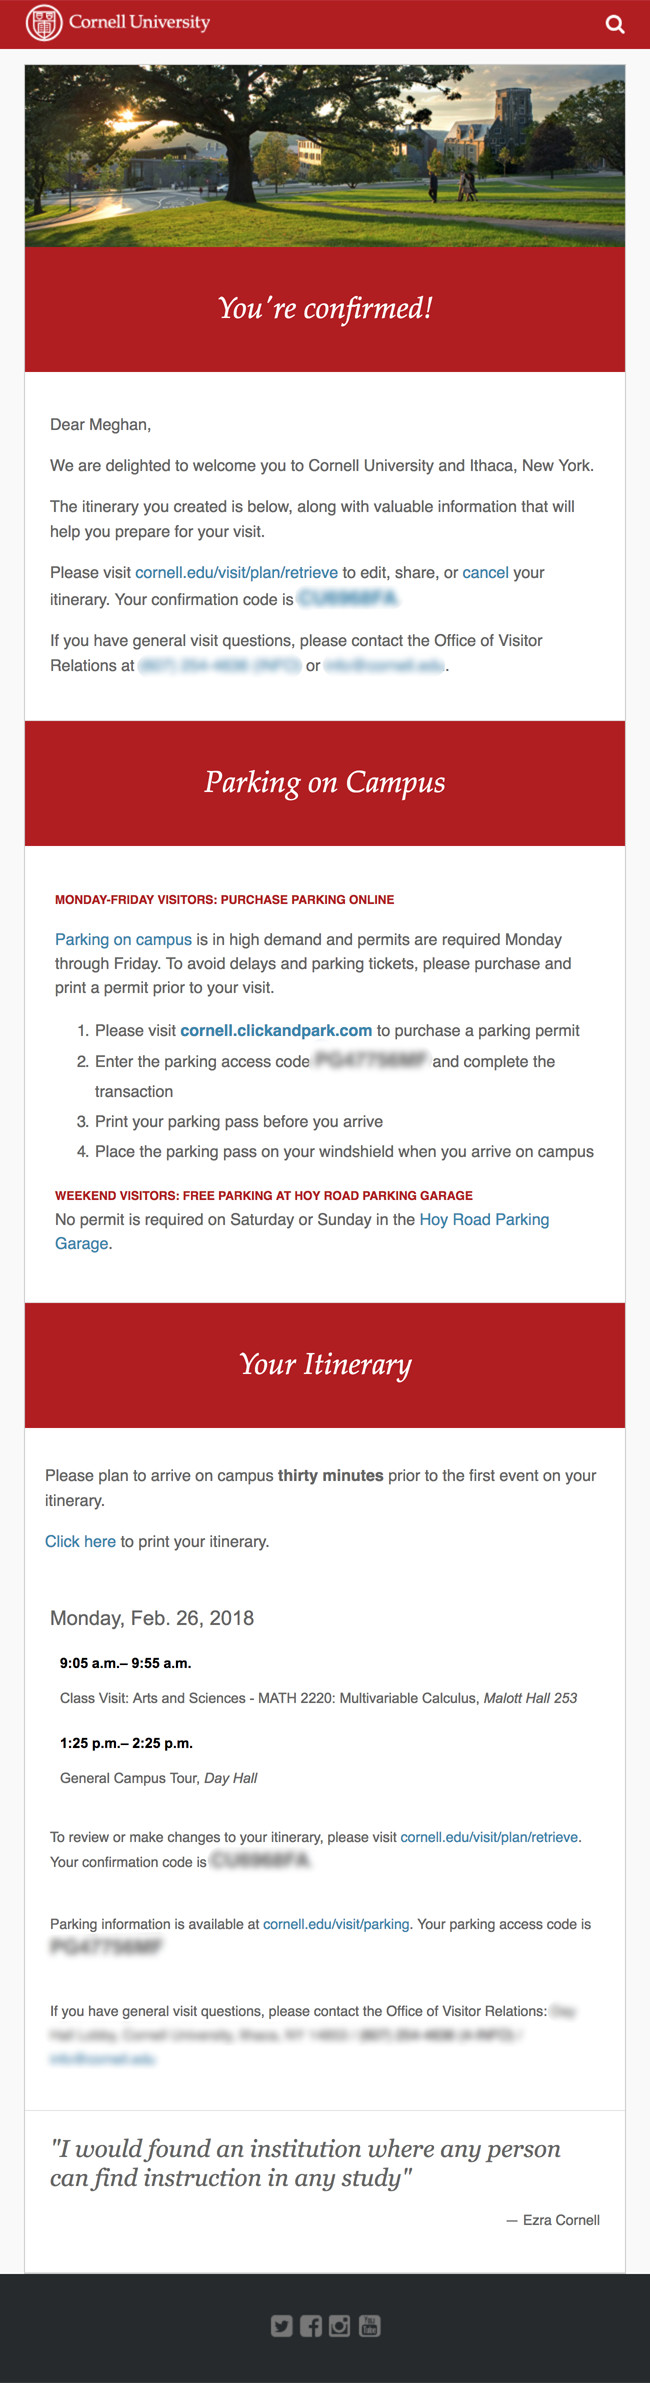 Cornell University
You're confirmed!
Dear Meghan,
We are delighted to welcome you to Cornell University and Ithaca, New York.
The itinerary you created is below, along with valuable information that will
help you prepare for your visit.
Please visit cornell.edu/visit/plan/retrieve to edit, share, or cancel your
itinerary. Your confirmation code is
If you have general visit questions, please contact the Office of Visitor
Relations at or .
Parking on Campus
MONDAY-FRIDAY VISITORS: PURCHASE PARKING ONLINE
Parking on campus is in high demand and permits are required Monday
through Friday. To avoid delays and parking tickets, please purchase and
print a permit prior to your visit.
1. Please visit cornell.clickandpark.com to purchase a parking permit
2. Enter the parking access code and complete the
transaction
3. Print your parking pass before you arrive
4. Place the parking pass on your windshield when you arrive on campus
WEEKEND VISITORS: FREE PARKING AT HOY ROAD PARKING GARAGE
No permit is required on Saturday or Sunday in the Hoy Road Parking
Garage.
Your Itinerary
Please plan to arrive on campus thirty minutes prior to the first event on your
itinerary.
Click here to print your itinerary.
Monday, Feb. 26, 2018
9:05 a.m.– 9:55 a.m.
Class Visit: Arts and Sciences - MATH 2220: Multivariable Calculus, Malott Hall 253
1:25 p.m.– 2:25 p.m.
General Campus Tour, Day Hall
To review or make changes to your itinerary, please visit cornell.edu/visit/plan/retrieve.
Your confirmation code is
Parking information is available at cornell.edu/visit/parking. Your parking access code is
If you have general visit questions, please contact the Office of Visitor Relations:
"I would found an institution where any person
can find instruction in any study"
— Ezra Cornell
You Tube